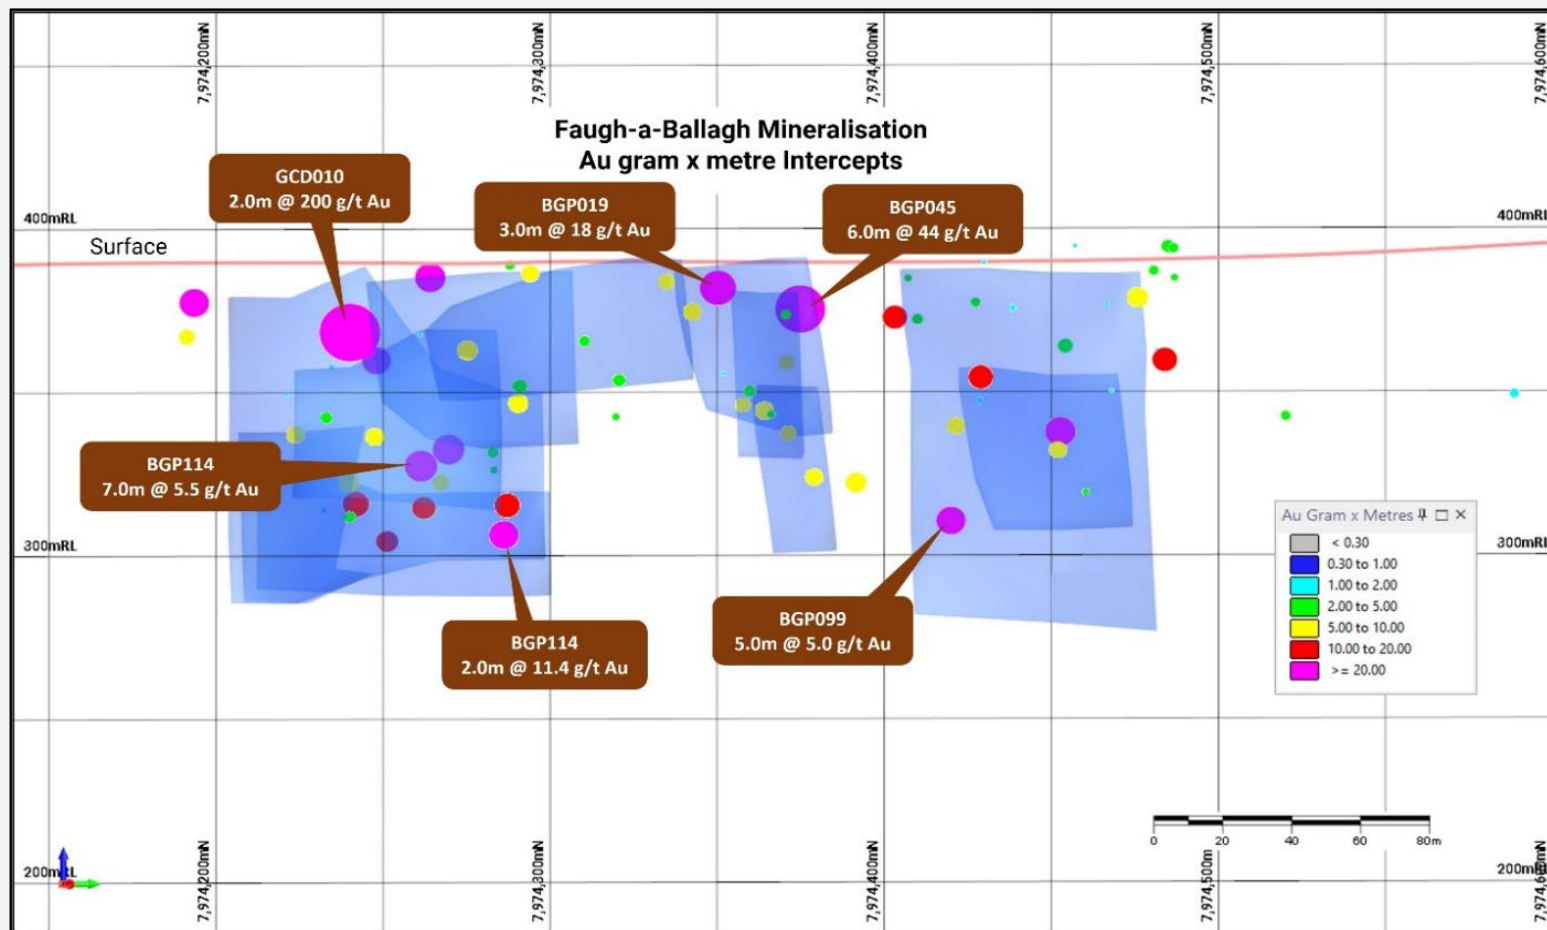 7,974,200mN
7,974,300mN
7,974,400mN
7,974,500mN
7,974,600mN
Faugh-a-Ballagh Mineralisation
Au gram x metre Intercepts
GCD010
2.0m @ 200 g/t Au
BGP019
3.0m @ 18 g/t Au
BGP045
6.0m @ 44 g/t Au
400mRL
400mRL
Surface
BGP114
7.0m @ 5.5 g/t Au
300mRL
300mRL
Au Gram x Metres
< 0.30
0.30 to 1.00
1.00 to 2.00
2.00 to 5.00
5.00 to 10.00
10.00 to 20.00
>= 20.00
BGP099
5.0m @ 5.0 g/t Au
BGP114
2.0m @ 11.4 g/t Au
0 20 40 60 80m
200mRL
200mRL
7,974,200mN
7,974,300mN
7,974,400mN
7,974,500m
7,974,600mN